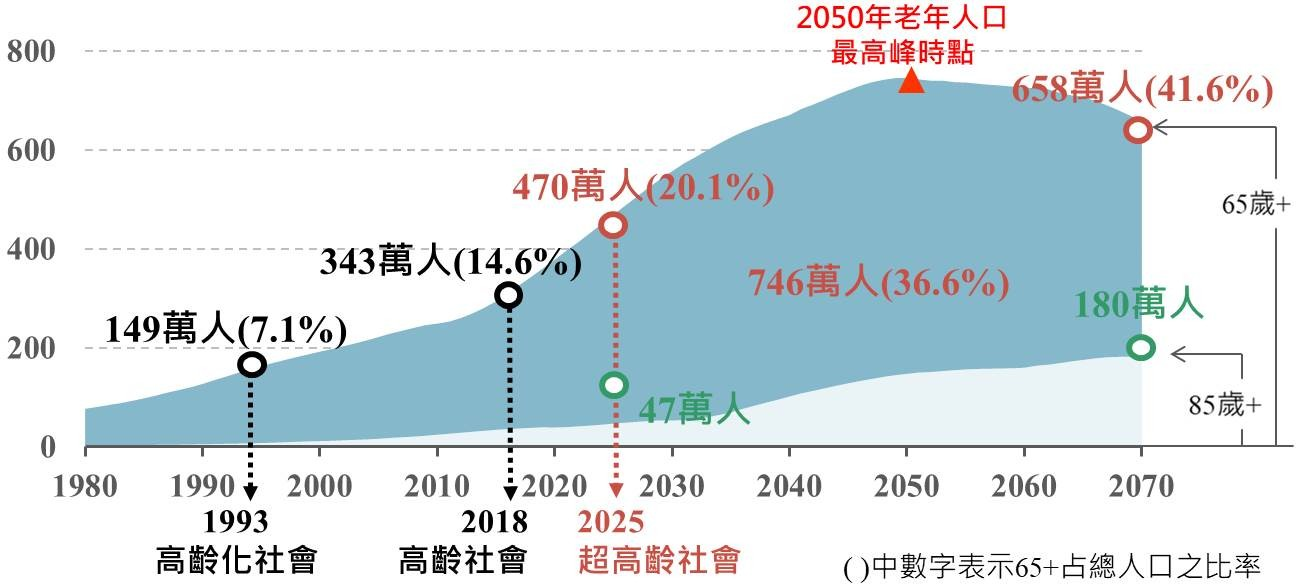 2050年老年人口
最高峰時點
800
658萬人(41.6%)
600
470萬人(20.1%)
65歲+
400
343萬人(14.6%)
746萬人(36.6%)
180萬人
149萬人(7.1%)
200
47萬人
85歲+
0
1980 1990 2000 2010 2020 2030 2040 2050 2060 2070
1993 2018 2025
高齡化社會 高齡社會 超高齡社會
( )中數字表示65+占總人口之比率